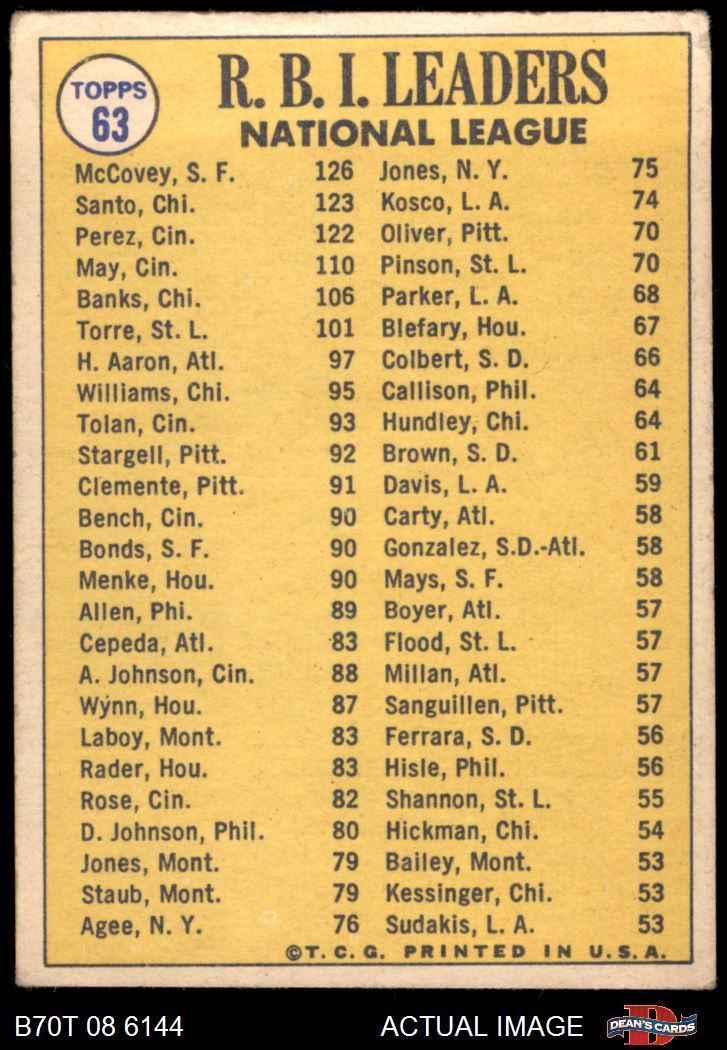 TOPPS
63
R. B. I. LEADERS
NATIONAL LEAGUE
McCovey, S. F. 126 Jones, N. Y. 75
Santo, Chi. 123 Kosco, L. A. 74
Perez, Cin. 122 Oliver, Pitt. 70
May, Cin. 110 Pinson, St. L. 70
Banks, Chi. 106 Parker, L. A. 68
Torre, St. L. 101 Blefary, Hou. 67
H. Aaron, Atl. 97 Colbert, S. D. 66
Williams, Chi. 95 Callison, Phil. 64
Tolan, Cin. 93 Hundley, Chi. 64
Stargell, Pitt. 92 Brown, S. D. 61
Clemente, Pitt. 91 Davis, L. A. 59
Bench, Cin. 90 Carty, Atl. 58
Bonds, S. F. 90 Gonzalez, S.D.-Atl. 58
Menke, Hou. 90 Mays, S. F. 58
Allen, Phi. 89 Boyer, Atl. 57
Cepeda, Atl. 83 Flood, St. L. 57
A. Johnson, Cin. 88 Millan, Atl. 57
Wynn, Hou. 87 Sanguillen, Pitt. 57
Laboy, Mont. 83 Ferrara, S. D. 56
Rader, Hou. 83 Hisle, Phil. 56
Rose, Cin. 82 Shannon, St. L. 55
D. Johnson, Phil. 80 Hickman, Chi. 54
Jones, Mont. 79 Bailey, Mont. 53
Staub, Mont. 79 Kessinger, Chi. 53
Agee, N. Y. 76 Sudakis, L. A. 53
©T. C. G. PRINTED IN U. S. A.
B70T 08 6144 ACTUAL IMAGE DEAN'S CARDS